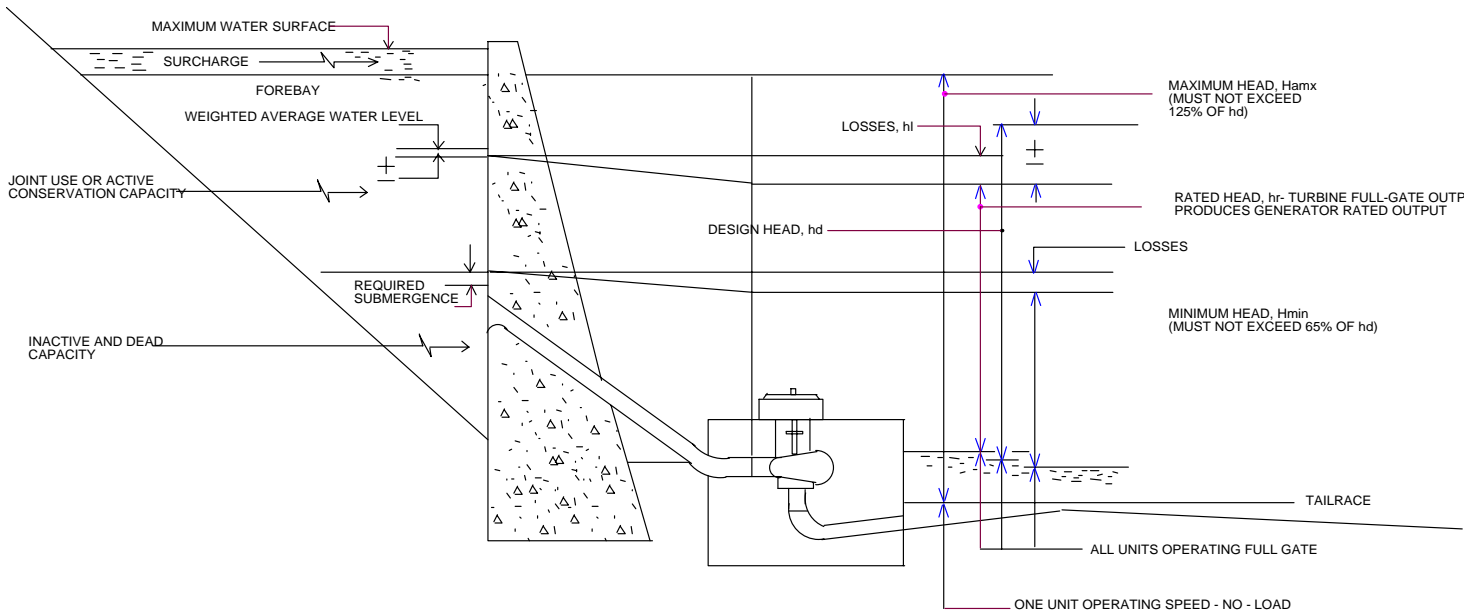 MAXIMUM WATER SURFACE
SURCHARGE
FOREBAY
WEIGHTED AVERAGE WATER LEVEL
JOINT USE OR ACTIVE
CONSERVATION CAPACITY
REQUIRED
SUBMERGENCE
INACTIVE AND DEAD
CAPACITY
LOSSES, hl
DESIGN HEAD, hd
MAXIMUM HEAD, Hamx
(MUST NOT EXCEED
125% OF hd)
RATED HEAD, hr- TURBINE FULL-GATE OUTP
PRODUCES GENERATOR RATED OUTPUT
LOSSES
MINIMUM HEAD, Hmin
(MUST NOT EXCEED 65% OF hd)
TAILRACE
ALL UNITS OPERATING FULL GATE
ONE UNIT OPERATING SPEED - NO - LOAD